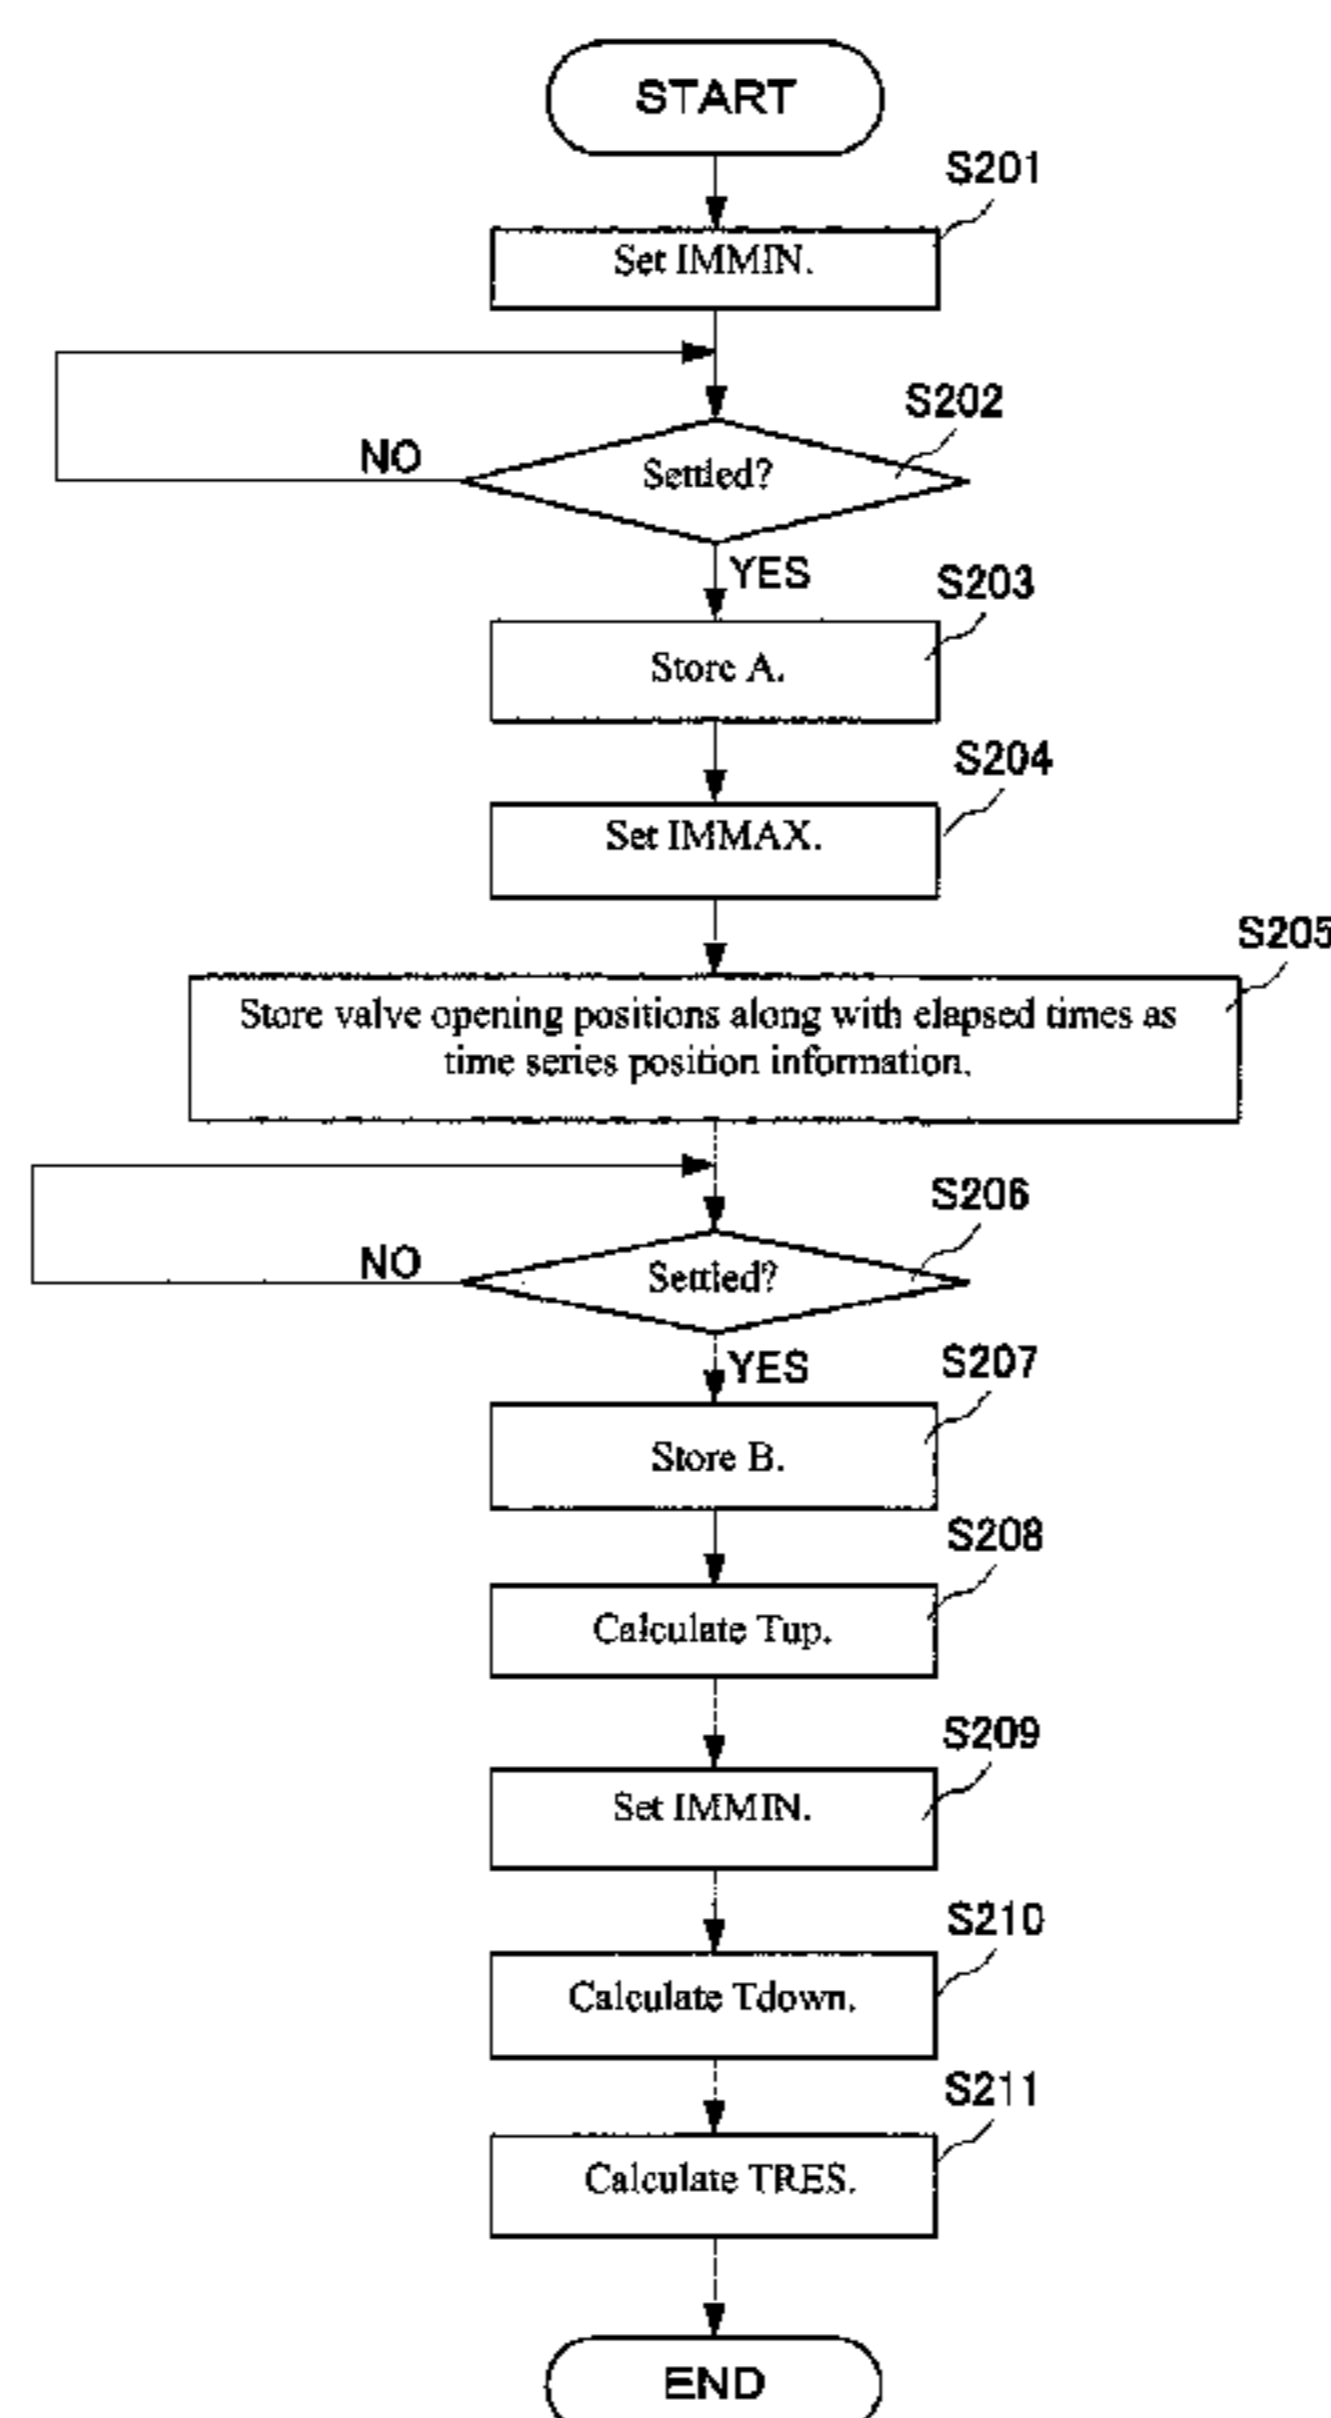 START
S201
Set IMMIN.
S202
Settled?
NO
YES
S203
Store A.
S204
Set IMMAX.
S205
Store valve opening positions along with elapsed times as
time series position information.
S206
Settled?
NO
YES
S207
Store B.
S208
Calculate Tup.
S209
Set IMMIN.
S210
Calculate Tdown.
S211
Calculate TRES.
END